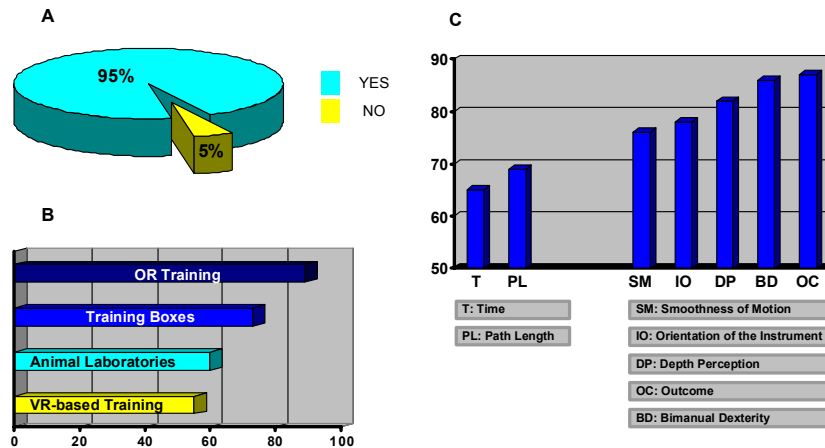 A
95%
5%
YES
NO
B
OR Training
Training Boxes
Animal Laboratories
VR-based Training
0 20 40 60 80 100
C
90
80
70
60
50
T PL SM IO DP BD OC
T: Time
PL: Path Length
SM: Smoothness of Motion
IO: Orientation of the Instrument
DP: Depth Perception
OC: Outcome
BD: Bimanual Dexterity